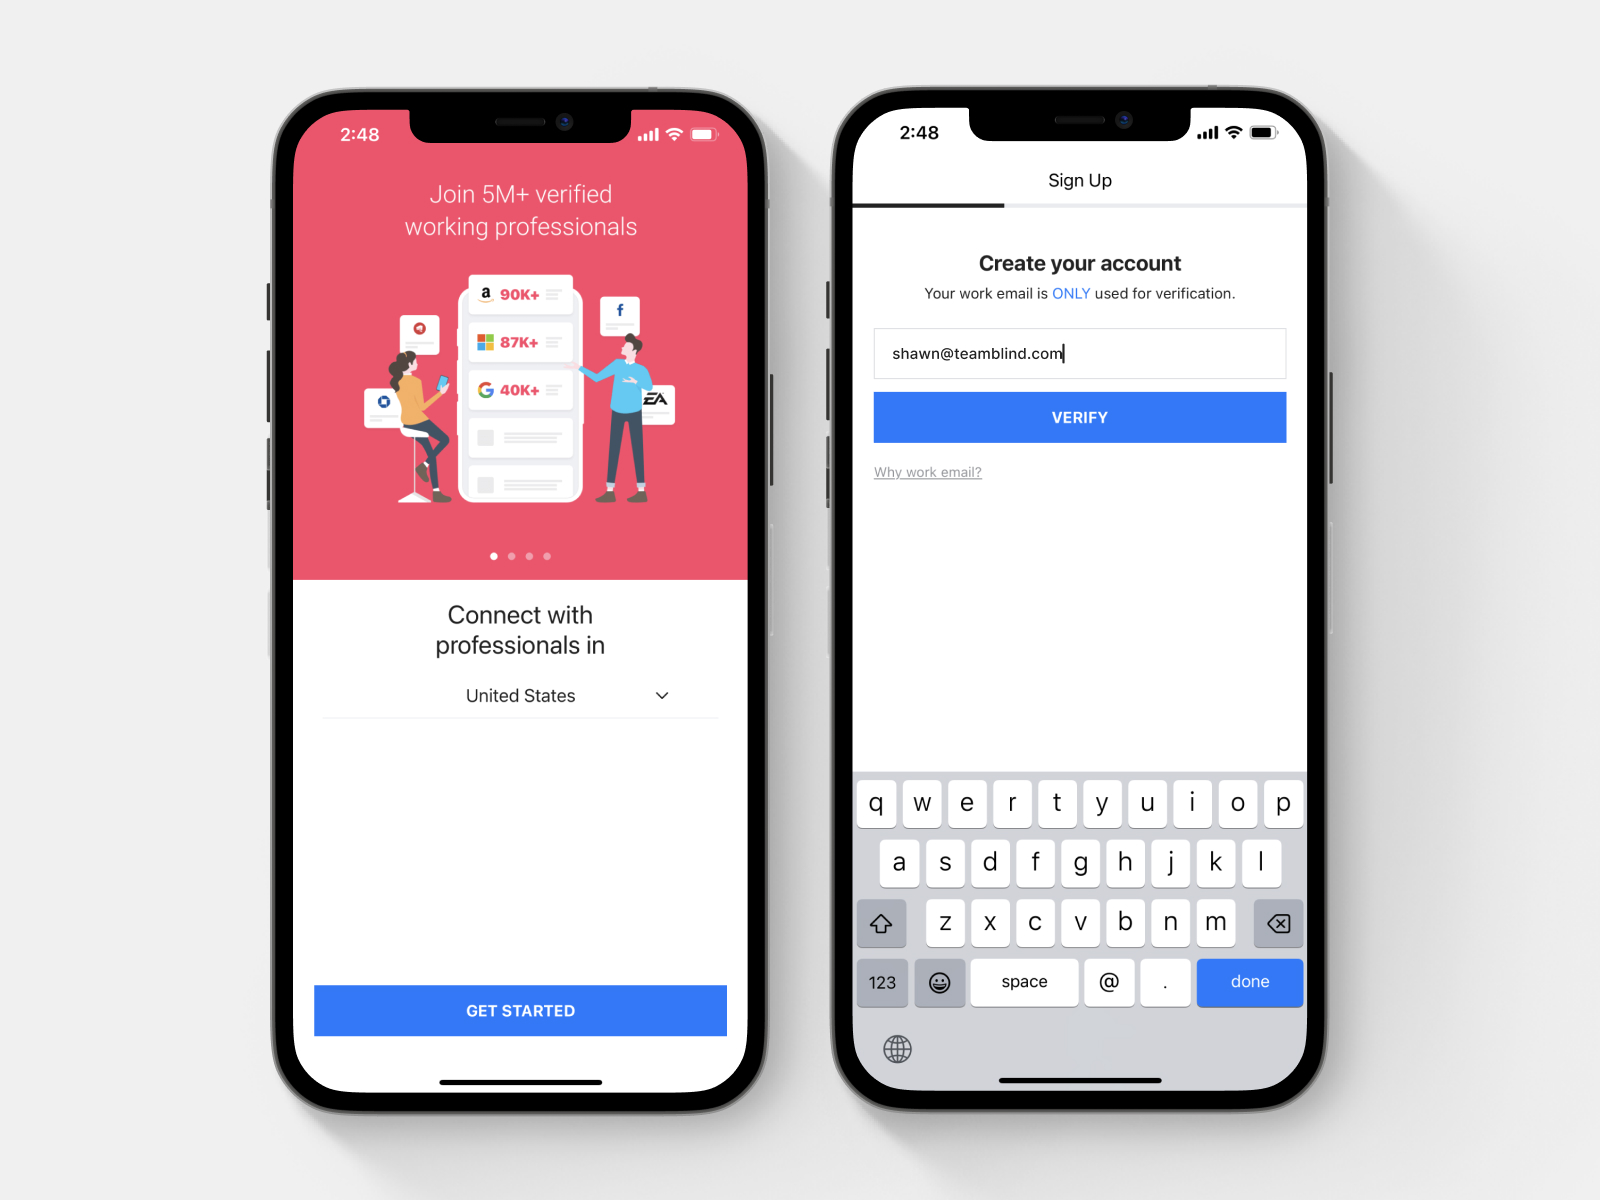 2:48
Join 5M+ verified
working professionals
a 90K+
87K+
G 40K+
f
EA
Connect with
professionals in
United States
GET STARTED
2:48
Sign Up
Create your account
Your work email is ONLY used for verification.
shawn@teamblind.com
VERIFY
Why work email?
q w e r t y u i o p
a s d f g h j k l
z x c v b n m
123 space @ . done